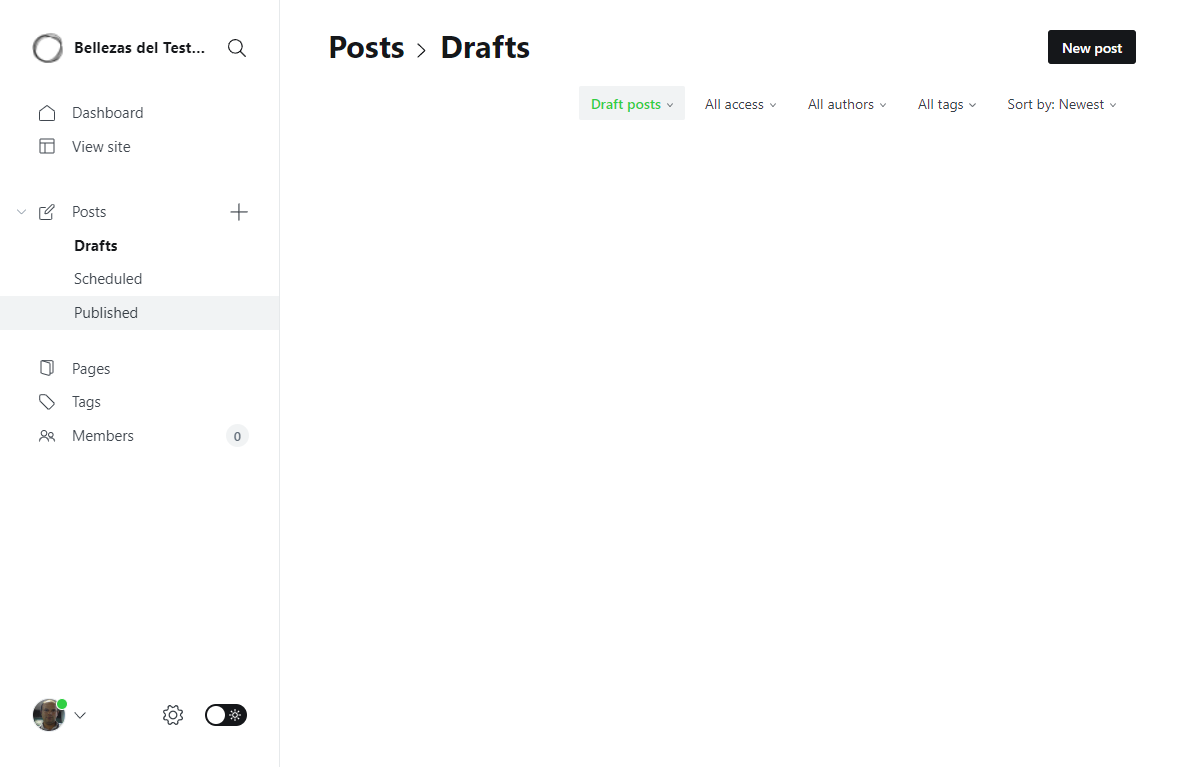 Bellezas del Test...
Dashboard
View site
Posts
Drafts
Scheduled
Published
Pages
Tags
Members 0
Posts > Drafts
New post
Draft posts All access All authors All tags Sort by: Newest